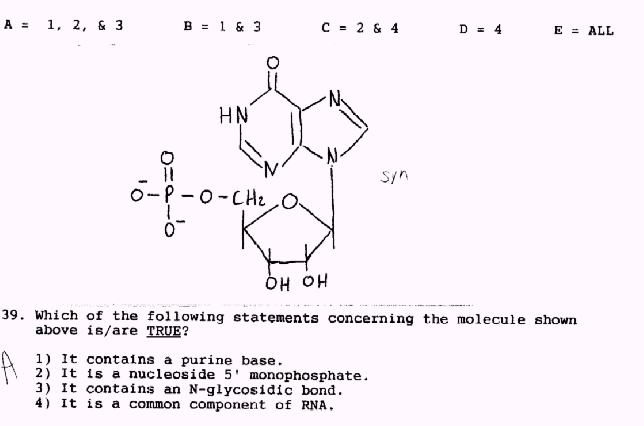 A = 1, 2, & 3 B = 1 & 3 C = 2 & 4 D = 4 E = ALL
O
HN N
N N
O
O⁻ - P - O - CH₂ O
O⁻
OH OH
s/n
39. Which of the following statements concerning the molecule shown
above is/are TRUE?
A
1) It contains a purine base.
2) It is a nucleoside 5' monophosphate.
3) It contains an N-glycosidic bond.
4) It is a common component of RNA.